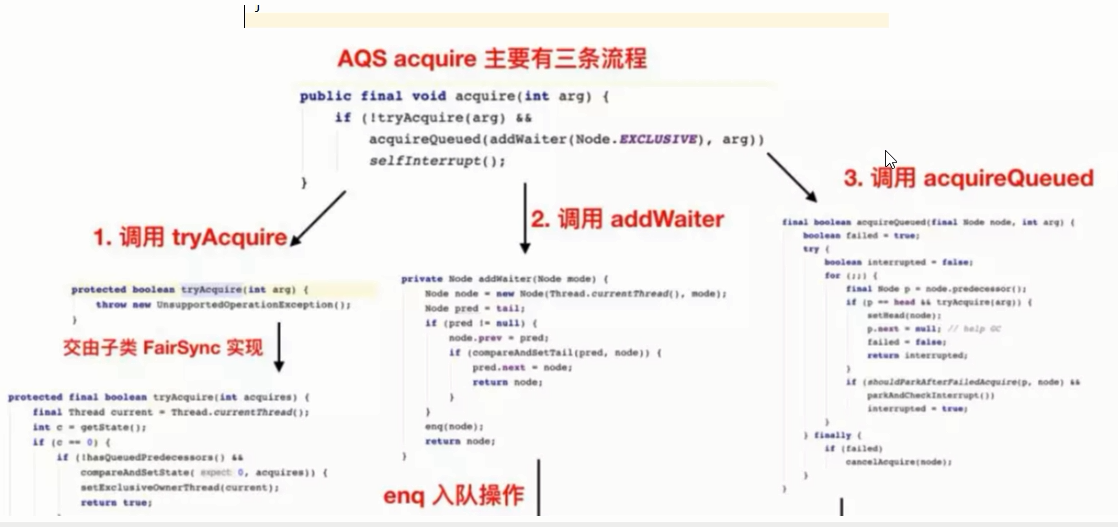 AQS acquire 主要有三条流程
public final void acquire(int arg) {
if (!tryAcquire(arg) &&
acquireQueued(addWaiter(Node.EXCLUSIVE), arg))
selfInterrupt();
}
1. 调用 tryAcquire
protected boolean tryAcquire(int arg) {
throw new UnsupportedOperationException();
}
交由子类 FairSync 实现
protected final boolean tryAcquire(int acquires) {
final Thread current = Thread.currentThread();
int c = getState();
if (c == 0) {
if (!hasQueuedPredecessors() &&
compareAndSetState( expect: 0, acquires)) {
setExclusiveOwnerThread(current);
return true;
2. 调用 addWaiter
private Node addWaiter(Node mode) {
Node node = new Node(Thread.currentThread(), mode);
Node pred = tail;
if (pred != null) {
node.prev = pred;
if (compareAndSetTail(pred, node)) {
pred.next = node;
return node;
}
}
enq(node);
return node;
}
enq 入队操作
3. 调用 acquireQueued
final boolean acquireQueued(final Node node, int arg) {
boolean failed = true;
try {
boolean interrupted = false;
for (;;) {
final Node p = node.predecessor();
if (p == head && tryAcquire(arg)) {
setHead(node);
p.next = null; // help GC
failed = false;
return interrupted;
}
if (shouldParkAfterFailedAcquire(p, node) &&
parkAndCheckInterrupt())
interrupted = true;
}
} finally {
if (failed)
cancelAcquire(node);
}
}